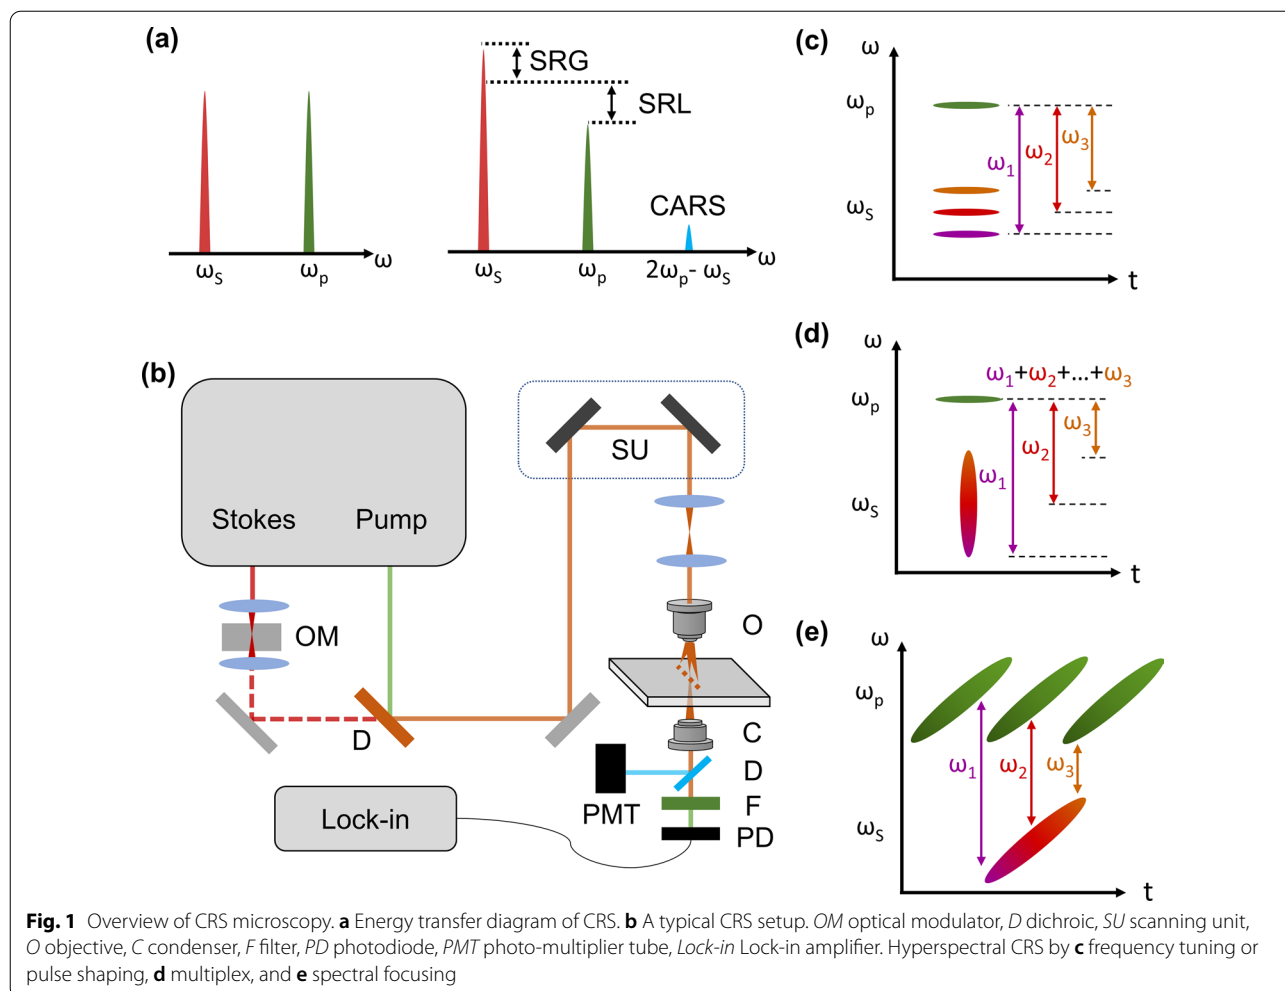 (a)
SRG
SRL
CARS
ωS
ωp
ω
ωS
ωp
2ωp- ωS
ω
(b)
Stokes
Pump
OM
D
SU
O
C
D
F
PD
PMT
Lock-in
(c)
ω
ωp
ωS
ω1
ω2
ω3
t
(d)
ω
ω1+ω2+...+ω3
ωp
ωS
ω1
ω2
ω3
t
(e)
ω
ωp
ωS
ω1
ω2
ω3
t
Fig. 1 Overview of CRS microscopy. a Energy transfer diagram of CRS. b A typical CRS setup. OM optical modulator, D dichroic, SU scanning unit,
O objective, C condenser, F filter, PD photodiode, PMT photo-multiplier tube, Lock-in Lock-in amplifier. Hyperspectral CRS by c frequency tuning or
pulse shaping, d multiplex, and e spectral focusing